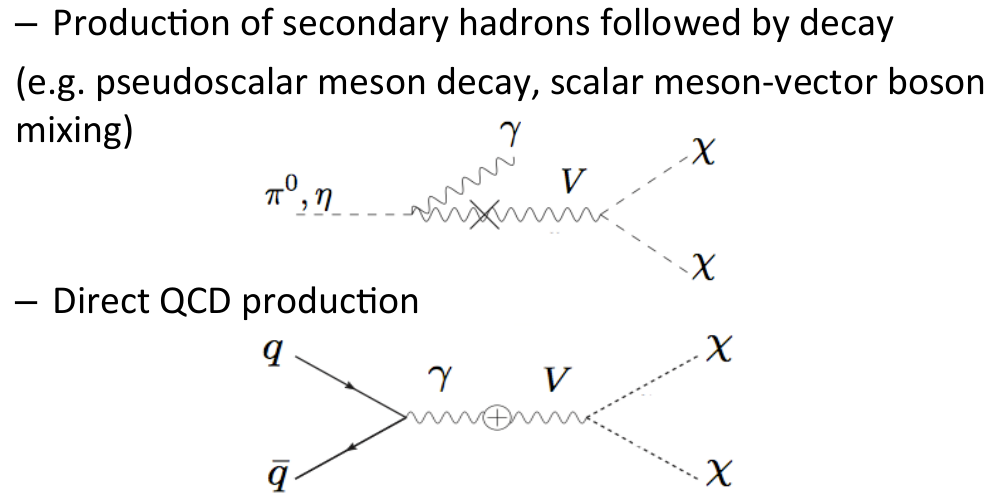 – Production of secondary hadrons followed by decay
(e.g. pseudoscalar meson decay, scalar meson-vector boson
mixing)
γ
χ
π⁰, η
V
χ
– Direct QCD production
q
χ
γ
V
q̄
χ